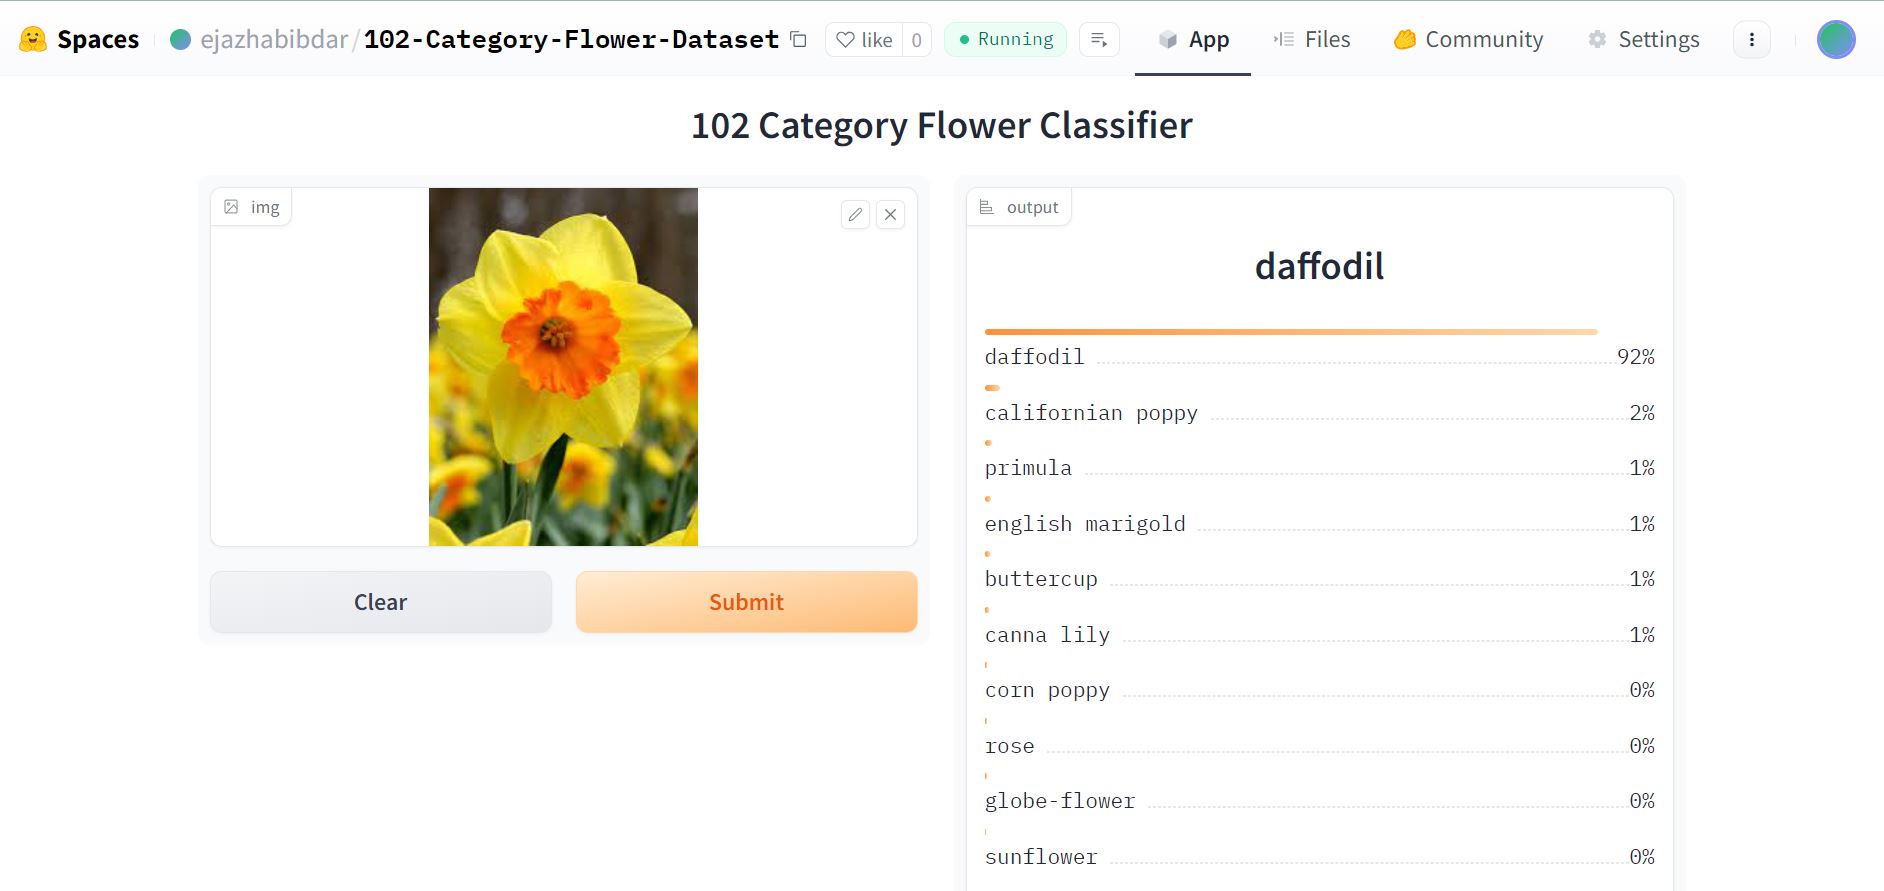 Spaces ejazhabibdar/102-Category-Flower-Dataset like 0 Running App Files Community Settings
102 Category Flower Classifier
img
Clear Submit
output
daffodil
daffodil 92%
californian poppy 2%
primula 1%
english marigold 1%
buttercup 1%
canna lily 1%
corn poppy 0%
rose 0%
globe-flower 0%
sunflower 0%